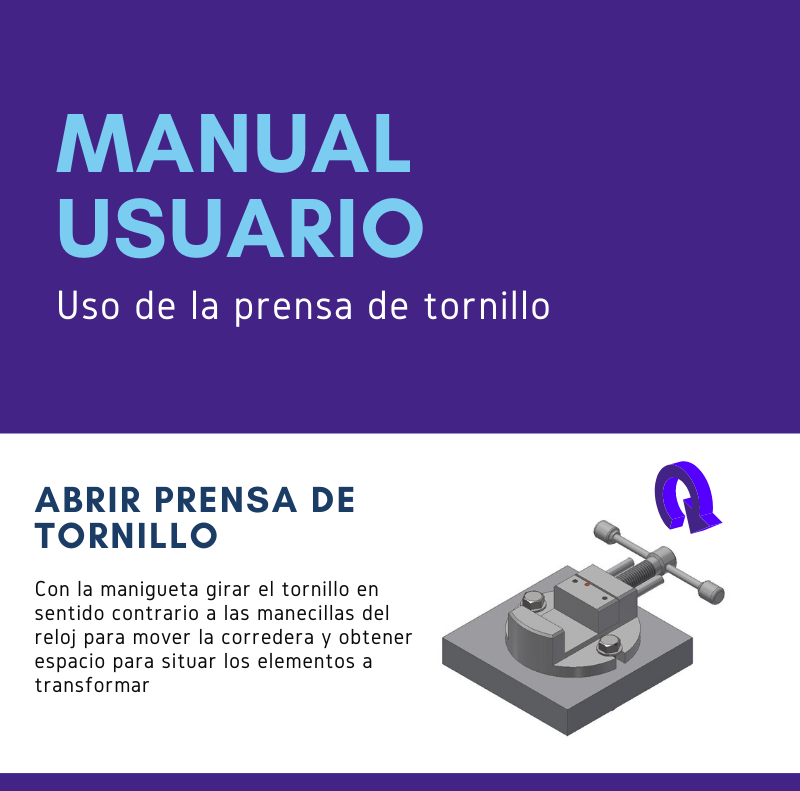 MANUAL
USUARIO
Uso de la prensa de tornillo
ABRIR PRENSA DE
TORNILLO
Con la manigueta girar el tornillo en
sentido contrario a las manecillas del
reloj para mover la corredera y obtener
espacio para situar los elementos a
transformar